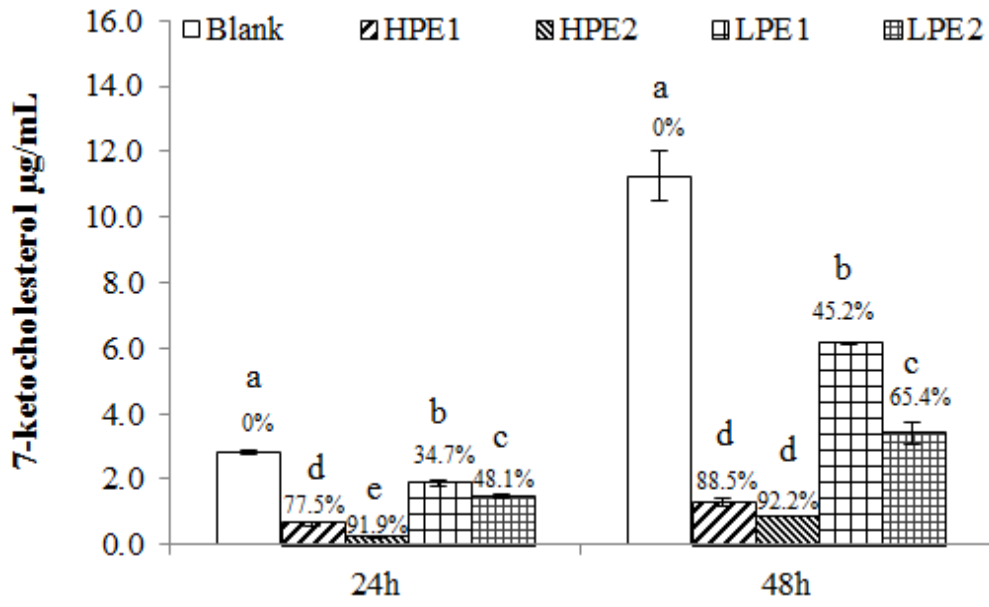 16.0
Blank HPE1 HPE2 LPE1 LPE2
14.0
a
0%
12.0
10.0
7-ketocholesterol µg/mL
8.0
b
45.2%
6.0
a
c
0%
65.4%
4.0
b
c
d
d
d
e
34.7%
48.1%
88.5%
92.2%
2.0
77.5%
91.9%
0.0
24h 48h